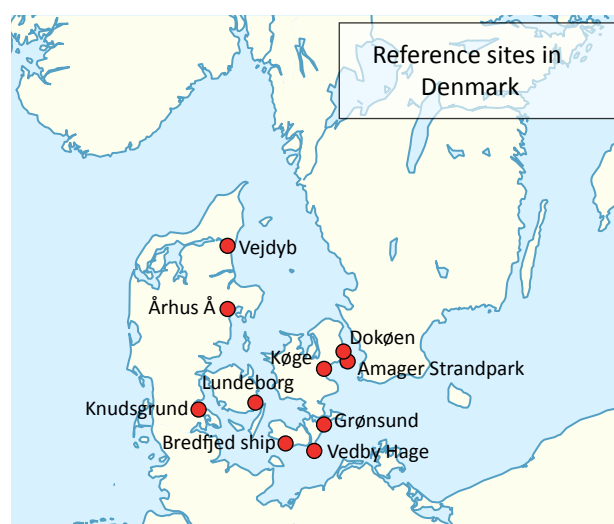 Reference sites in
Denmark
Vejdyb
Århus Å
Dokøen
Køge
Amager Strandpark
Lundeborg
Knudsgrund
Grønsund
Bredfjed ship
Vedby Hage